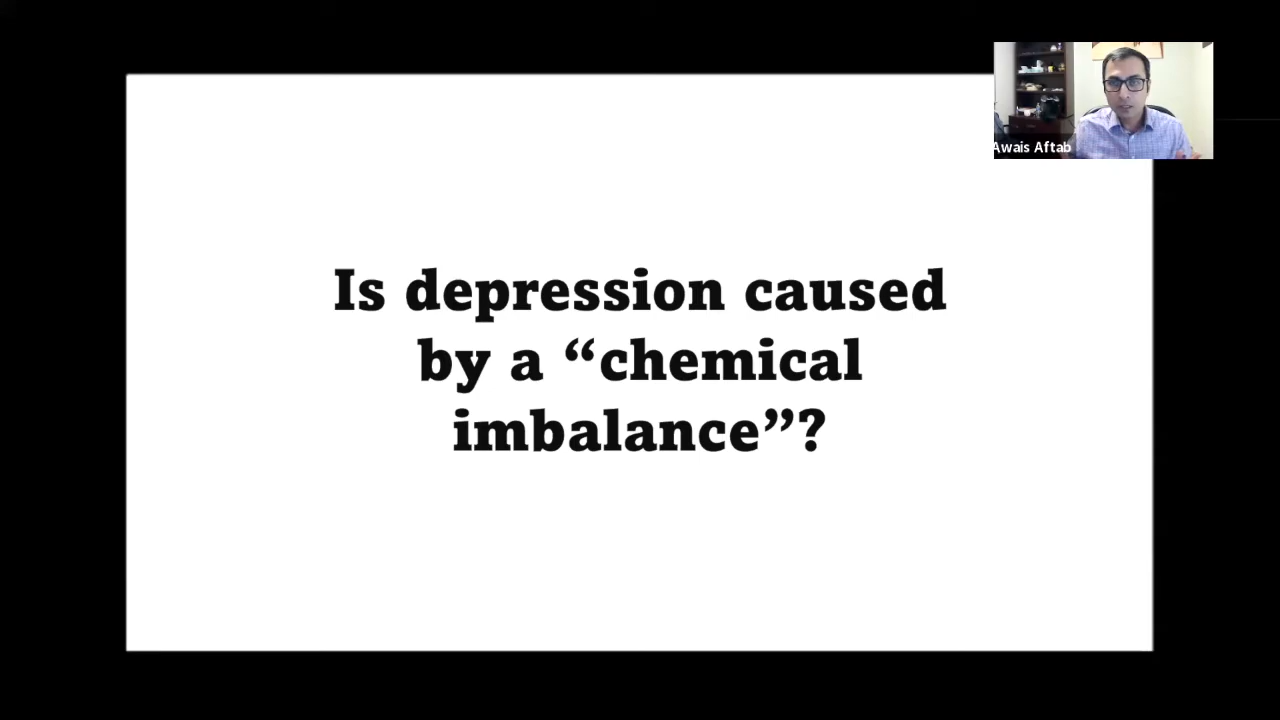 Awais Aftab
Is depression caused
by a “chemical
imbalance”?